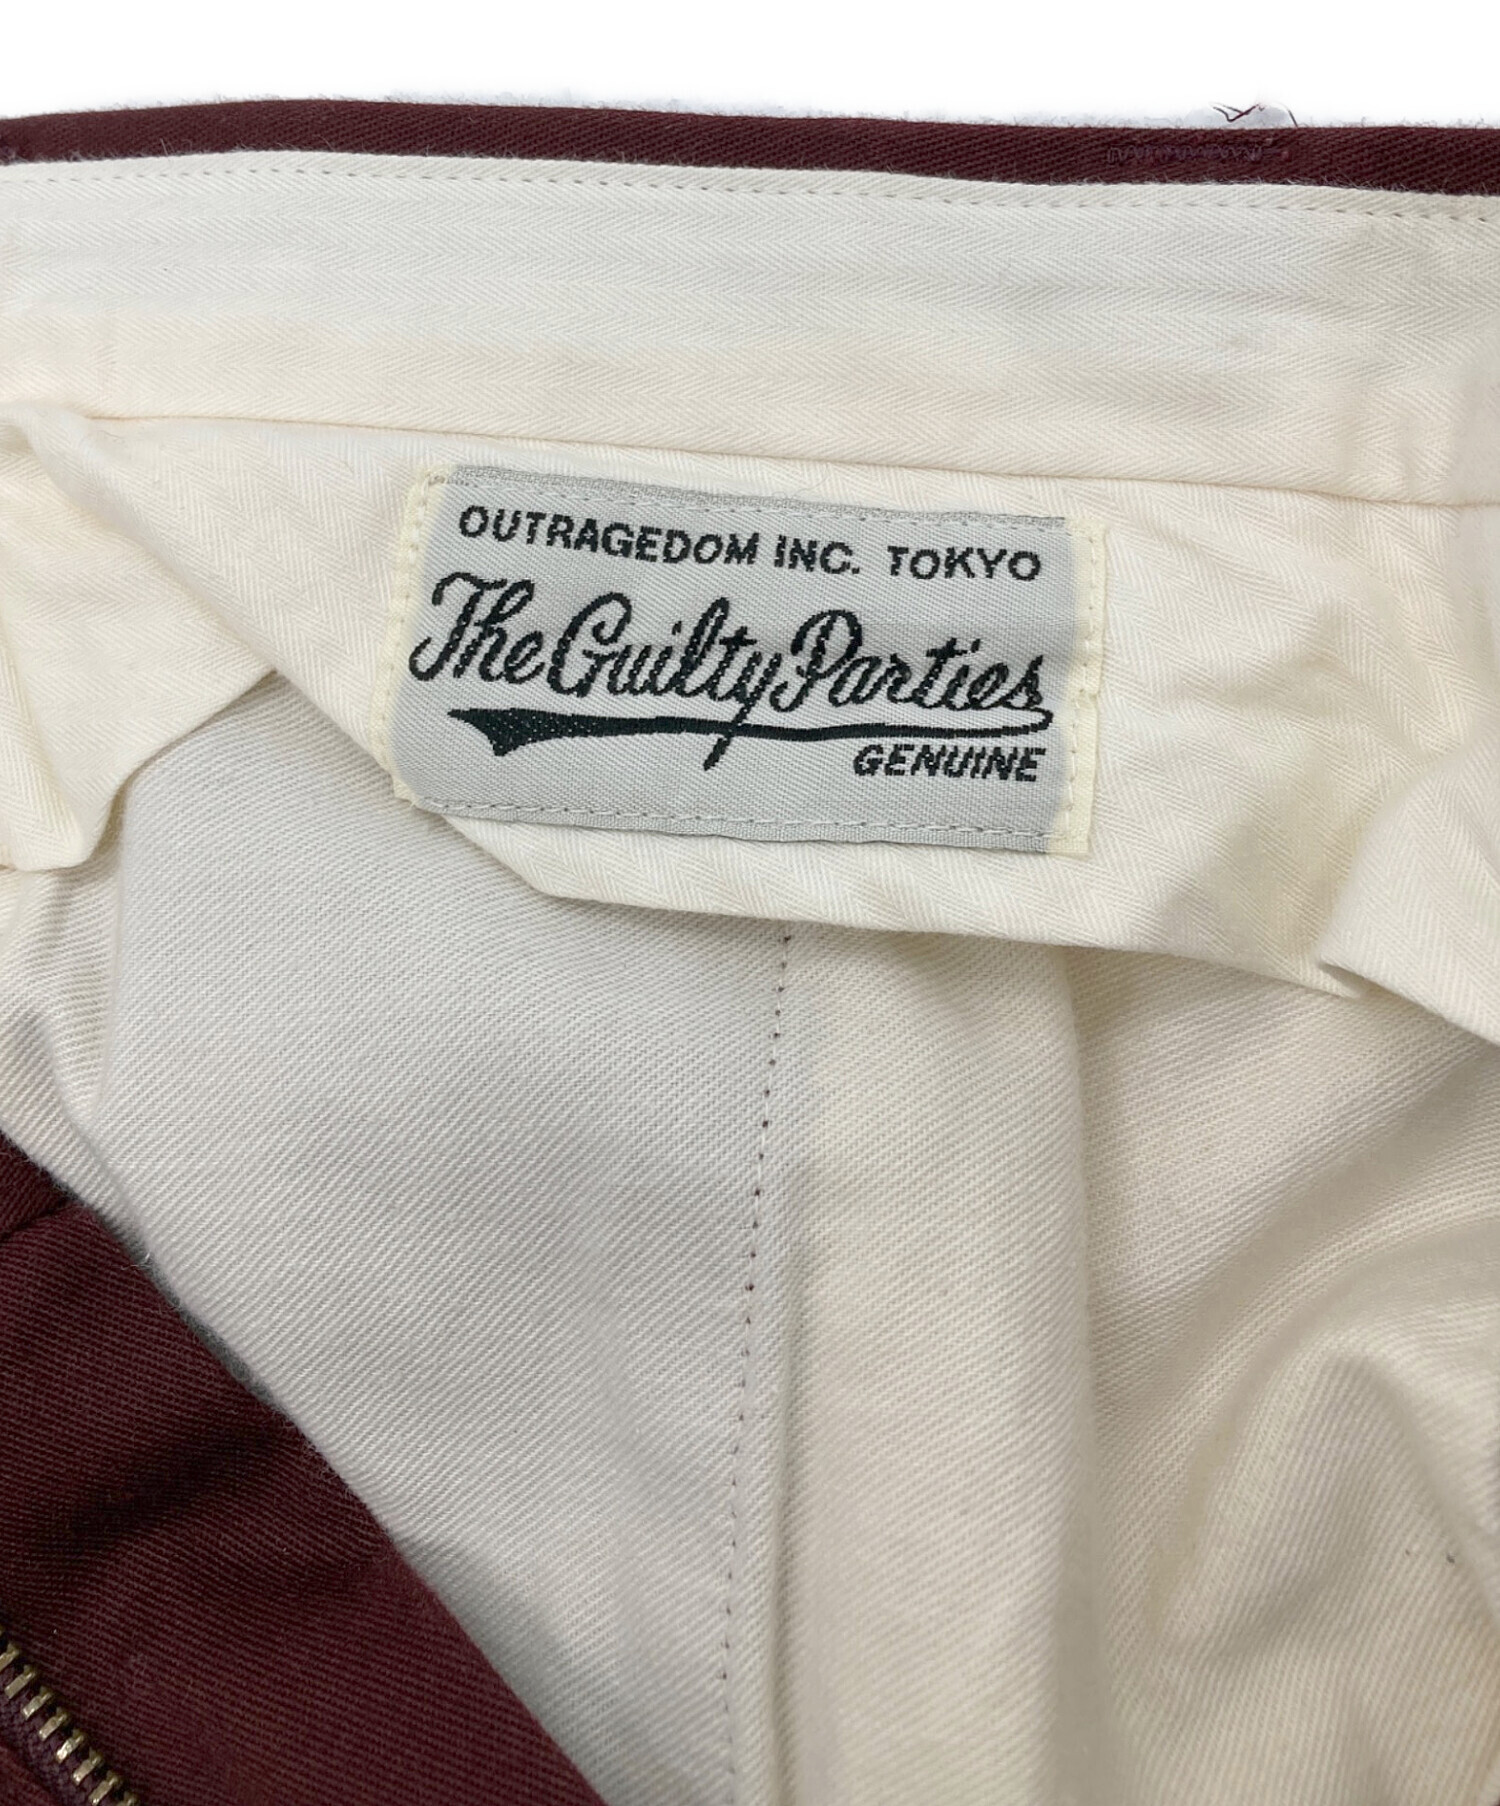 OUTRAGEDOM INC. TOKYO
The Guilty Parties
GENUINE